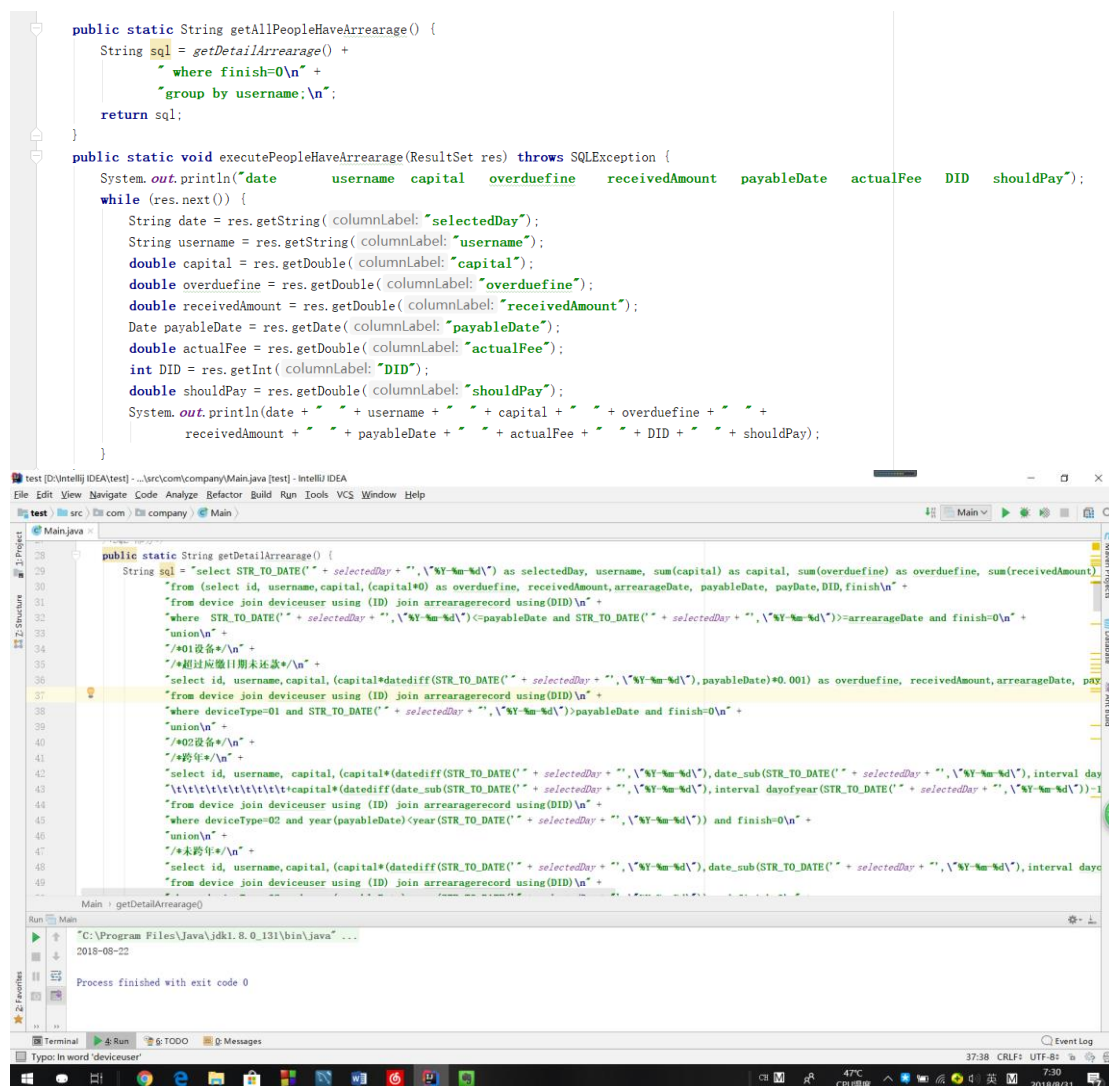 public static String getAllPeopleHaveArrearage() {
String sql = getDetailArrearage() +
" where finish=0\n" +
"group by username;\n";
return sql;
}
public static void executePeopleHaveArrearage(ResultSet res) throws SQLException {
System.out.println("date username capital overduefine receivedAmount payableDate actualFee DID shouldPay");
while (res.next()) {
String date = res.getString( columnLabel: "selectedDay");
String username = res.getString( columnLabel: "username");
double capital = res.getDouble( columnLabel: "capital");
double overduefine = res.getDouble( columnLabel: "overduefine");
double receivedAmount = res.getDouble( columnLabel: "receivedAmount");
Date payableDate = res.getDate( columnLabel: "payableDate");
double actualFee = res.getDouble( columnLabel: "actualFee");
int DID = res.getInt( columnLabel: "DID");
double shouldPay = res.getDouble( columnLabel: "shouldPay");
System.out.println(date + "  " + username + "  " + capital + "  " + overduefine + "  " +
receivedAmount + "  " + payableDate + "  " + actualFee + "  " + DID + "  " + shouldPay);
}
test [D:\Intellij IDEA\test] - ...\src\com\company\Main.java [test] - IntelliJ IDEA
File Edit View Navigate Code Analyze Refactor Build Run Tools VCS Window Help
test src com company Main Main
Main.java
1: Project
Z: Structure
28 public static String getDetailArrearage() {
29 String sql = "select STR_TO_DATE('" + selectedDay + "',\"%Y-%m-%d\") as selectedDay, username, sum(capital) as capital, sum(overduefine) as overduefine, sum(receivedAmount)
30 "from (select id, username,capital,(capital*0) as overduefine, receivedAmount,arrearageDate, payableDate, payDate,DID,finish\n" +
31 "from device join deviceuser using (ID) join arrearagerecord using(DID)\n" +
32 "where  STR_TO_DATE('" + selectedDay + "',\"%Y-%m-%d\")<=payableDate and STR_TO_DATE('" + selectedDay + "',\"%Y-%m-%d\")>=arrearageDate and finish=0\n" +
33 "union\n" +
34 "/*01设备*/\n" +
35 "/*超过应缴日期未还款*/\n" +
36 "select id, username,capital,(capital*datediff(STR_TO_DATE('" + selectedDay + "',\"%Y-%m-%d\"),payableDate)*0.001) as overduefine, receivedAmount,arrearageDate, pay
37 "from device join deviceuser using (ID) join arrearagerecord using(DID)\n" +
38 "where deviceType=01 and STR_TO_DATE('" + selectedDay + "',\"%Y-%m-%d\")>payableDate and finish=0\n" +
39 "union\n" +
40 "/*02设备*/\n" +
41 "/*跨年*/\n" +
42 "select id, username, capital,(capital*(datediff(STR_TO_DATE('" + selectedDay + "',\"%Y-%m-%d\"),date_sub(STR_TO_DATE('" + selectedDay + "',\"%Y-%m-%d\"),interval day
43 "\t\t\t\t\t\t\t\t\t\t+capital*(datediff(date_sub(STR_TO_DATE('" + selectedDay + "',\"%Y-%m-%d\"),interval dayofyear(STR_TO_DATE('" + selectedDay + "',\"%Y-%m-%d\"))-1
44 "from device join deviceuser using (ID) join arrearagerecord using(DID)\n" +
45 "where deviceType=02 and year(payableDate)<year(STR_TO_DATE('" + selectedDay + "',\"%Y-%m-%d\")) and finish=0\n" +
46 "union\n" +
47 "/*未跨年*/\n" +
48 "select id, username,capital,(capital*(datediff(STR_TO_DATE('" + selectedDay + "',\"%Y-%m-%d\"),date_sub(STR_TO_DATE('" + selectedDay + "',\"%Y-%m-%d\"),interval dayo
49 "from device join deviceuser using (ID) join arrearagerecord using(DID)\n" +
Main › getDetailArrearage()
Run Main
"C:\Program Files\Java\jdk1.8.0_131\bin\java" ...
2018-08-22
Process finished with exit code 0
2: Favorites
Terminal 4: Run 6: TODO 0: Messages Event Log
Typo: In word 'deviceuser' 37:38 CRLF÷ UTF-8÷
CH M 47°C 英 M 7:30
CPU温度 2018/8/21